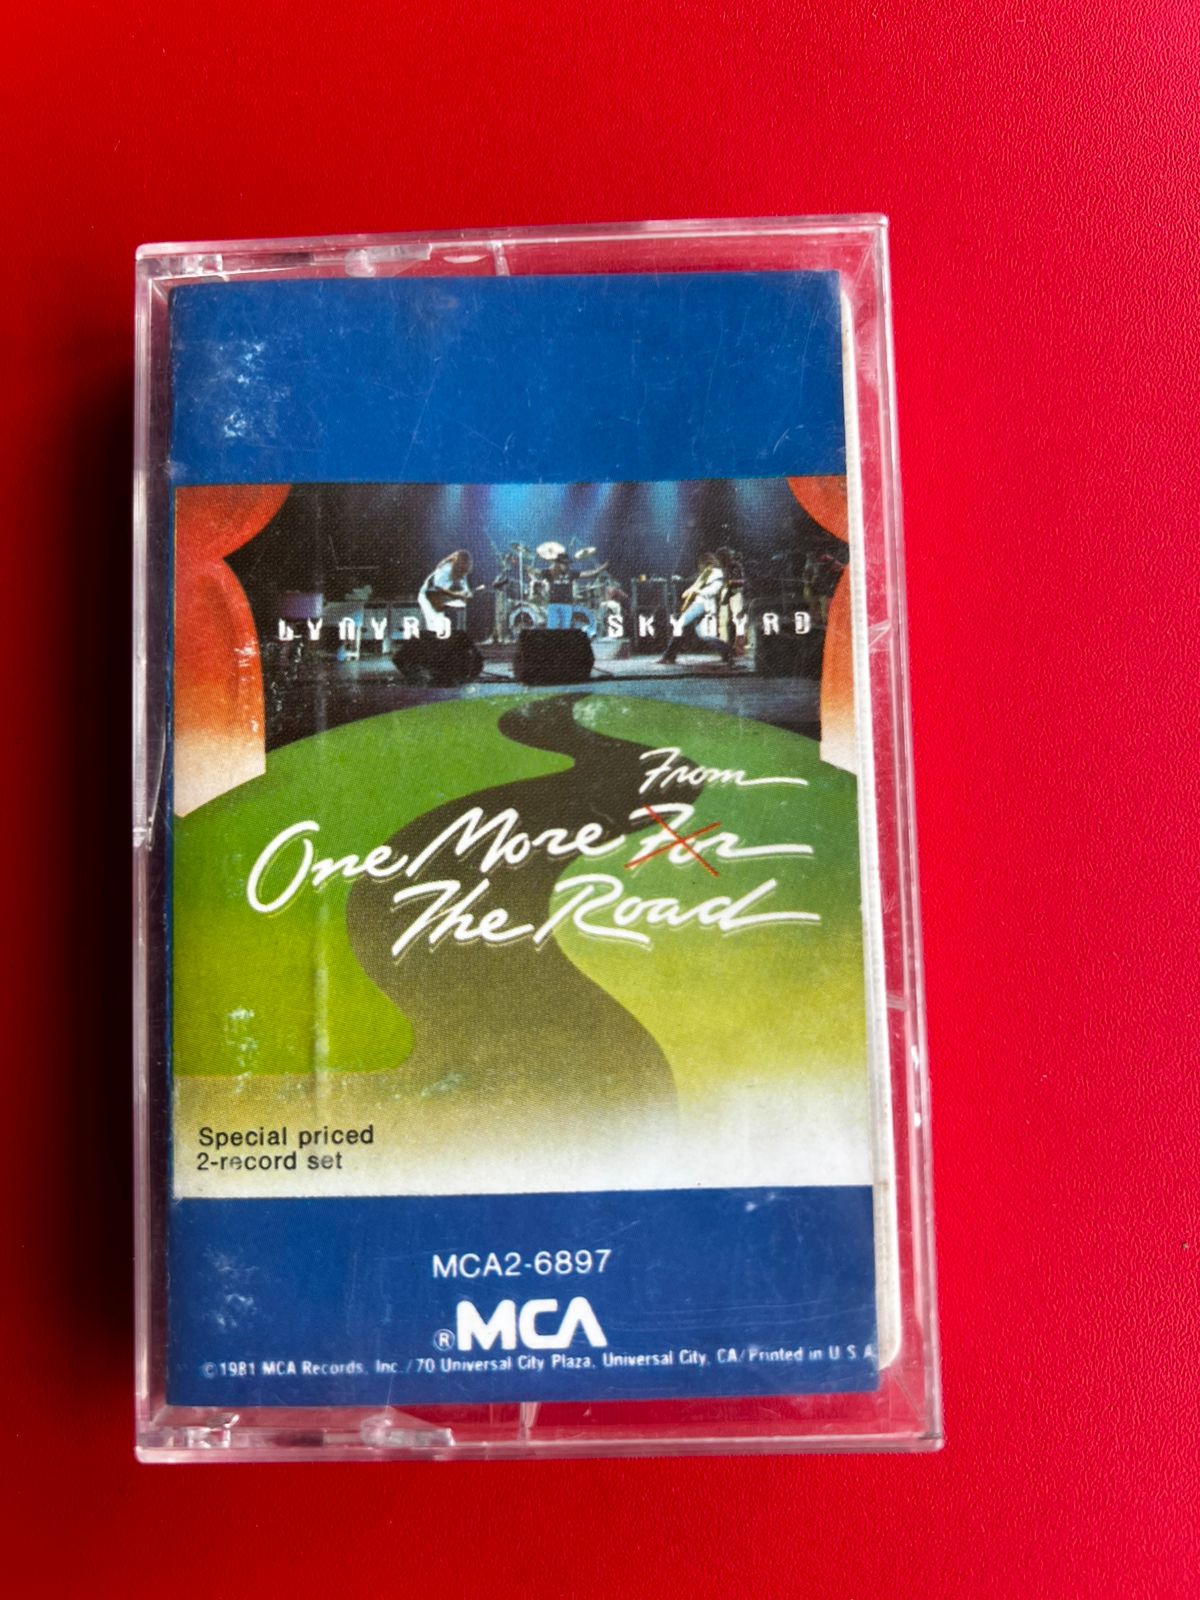 LYNYRD SKYNYRD
From
One More For
The Road
Special priced
2-record set
MCA2-6897
®MCA
©1981 MCA Records, Inc./70 Universal City Plaza, Universal City, CA/Printed in U S A